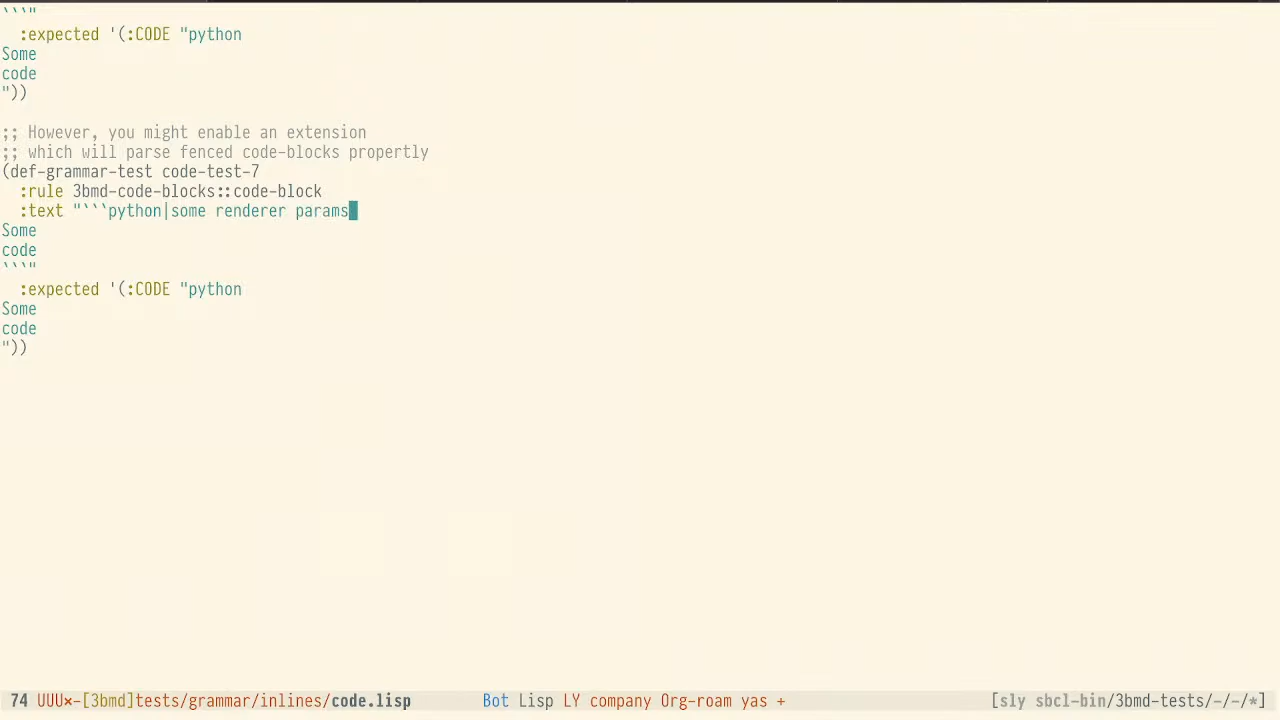 ```"
  :expected '(:CODE "python
Some
code
"))

;; However, you might enable an extension
;; which will parse fenced code-blocks propertly
(def-grammar-test code-test-7
  :rule 3bmd-code-blocks::code-block
  :text "```python|some renderer params
Some
code
```"
  :expected '(:CODE "python
Some
code
"))
74 UUU×-[3bmd]tests/grammar/inlines/code.lisp Bot Lisp LY company Org-roam yas + [sly sbcl-bin/3bmd-tests/-/-/*]